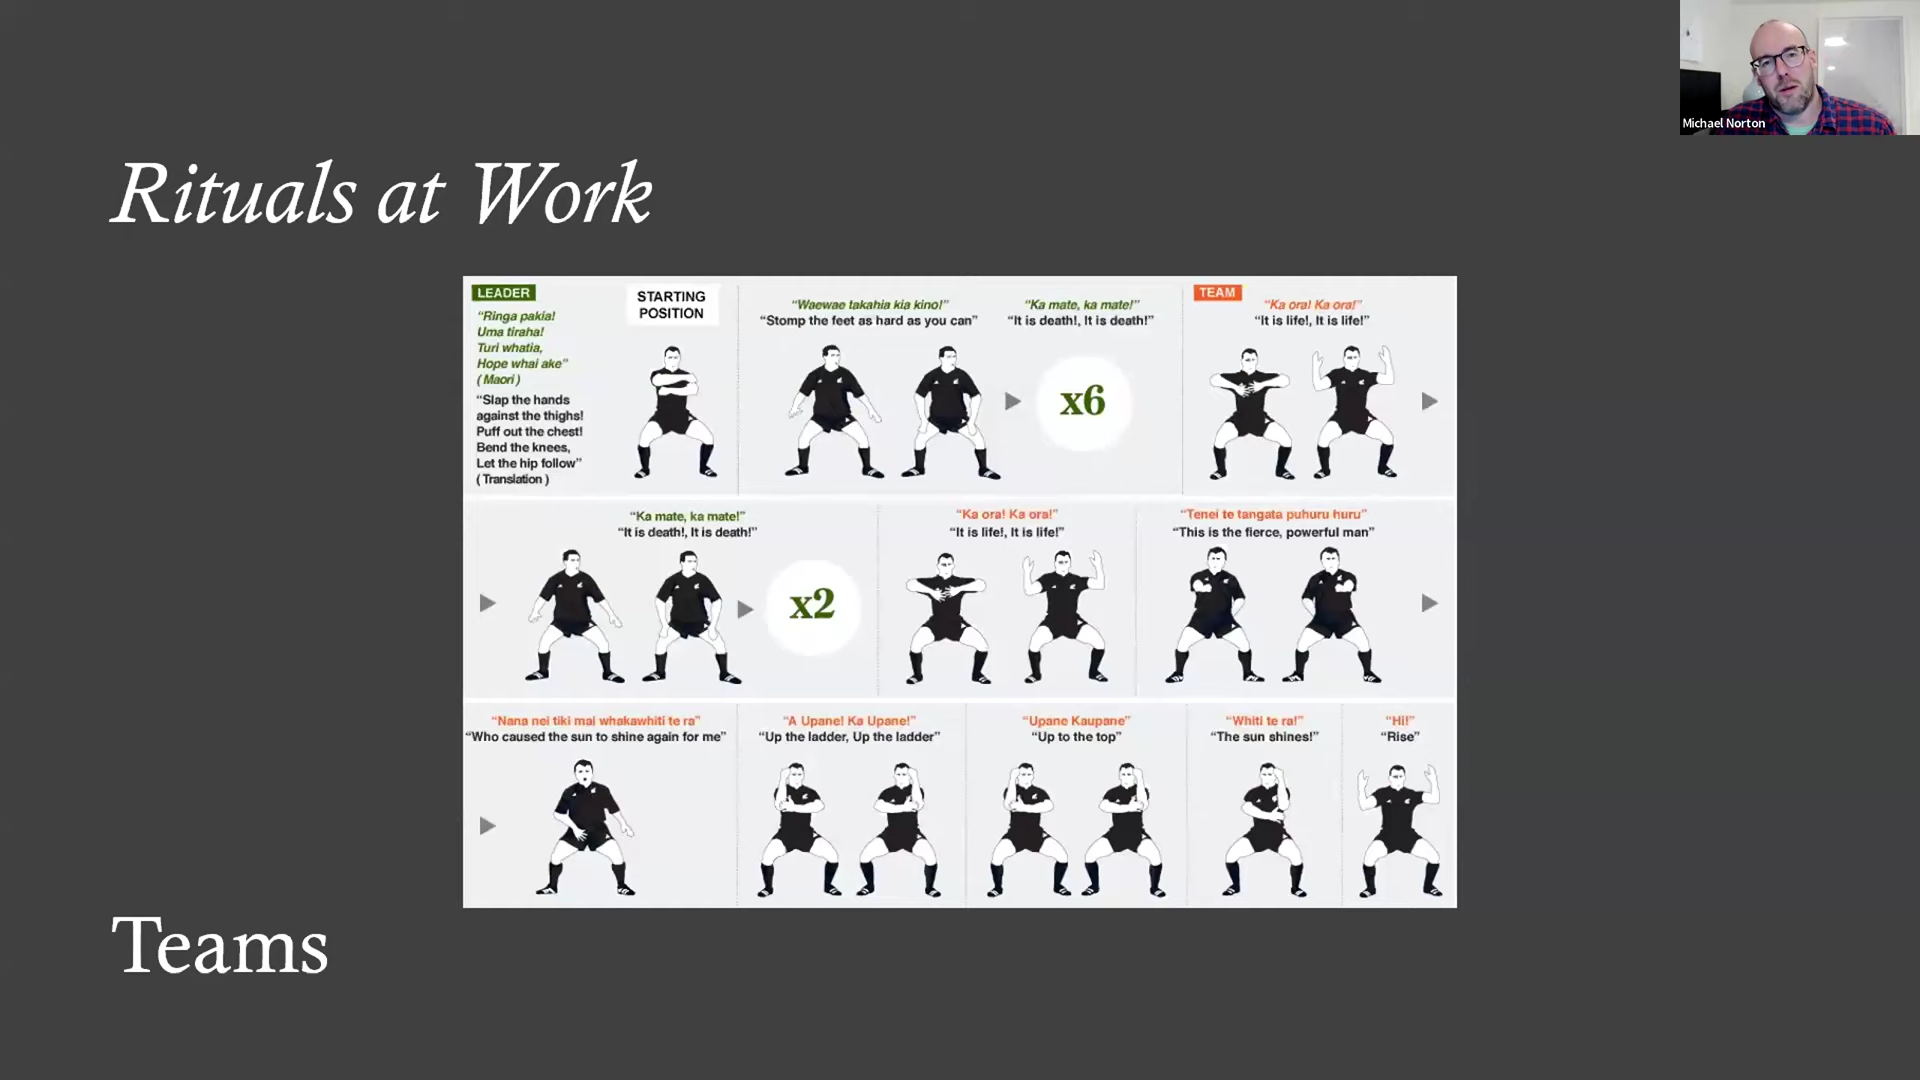 Michael Norton
Rituals at Work
LEADER
“Ringa pakia!
Uma tiraha!
Turi whatia,
Hope whai ake”
( Maori )
“Slap the hands
against the thighs!
Puff out the chest!
Bend the knees,
Let the hip follow”
( Translation )
STARTING
POSITION
“Waewae takahia kia kino!”
“Stomp the feet as hard as you can”
“Ka mate, ka mate!”
“It is death!, It is death!”
x6
TEAM
“Ka ora! Ka ora!”
“It is life!, It is life!”
“Ka mate, ka mate!”
“It is death!, It is death!”
x2
“Ka ora! Ka ora!”
“It is life!, It is life!”
“Tenei te tangata puhuru huru”
“This is the fierce, powerful man”
“Nana nei tiki mai whakawhiti te ra”
“Who caused the sun to shine again for me”
“A Upane! Ka Upane!”
“Up the ladder, Up the ladder”
“Upane Kaupane”
“Up to the top”
“Whiti te ra!”
“The sun shines!”
“Hi!”
“Rise”
Teams